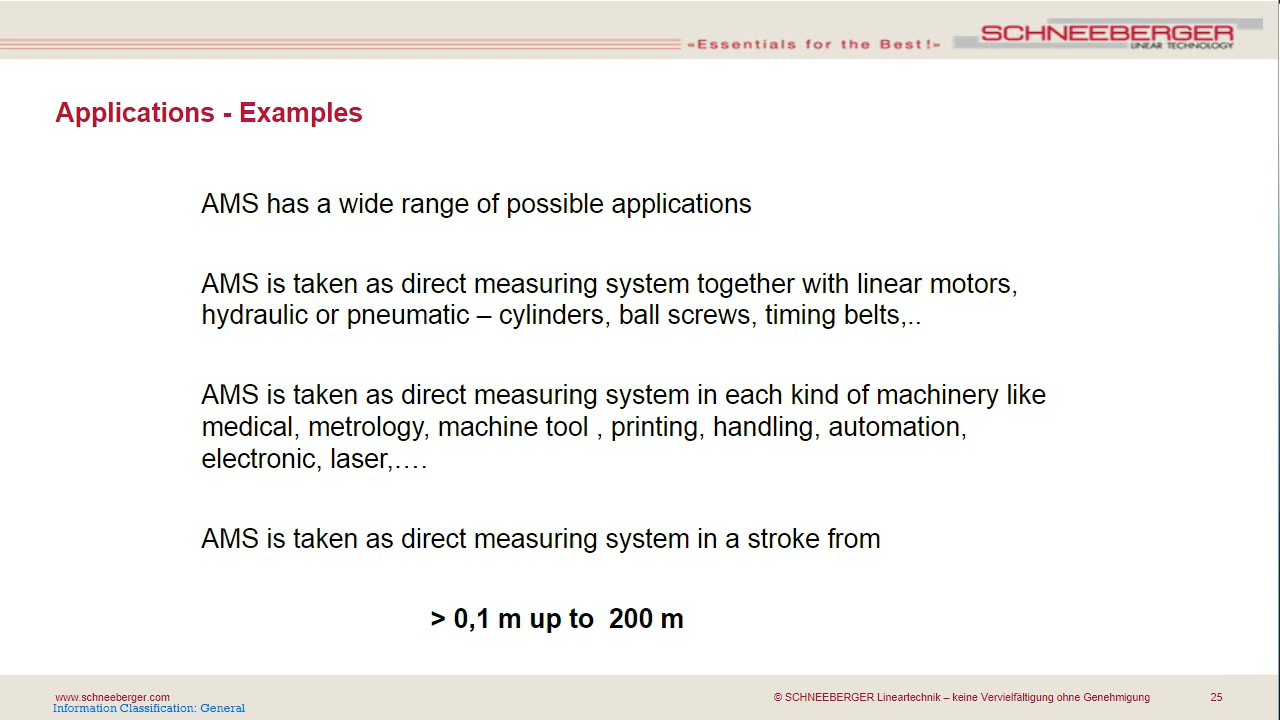 «Essentials for the Best!»
SCHNEEBERGER
LINEAR TECHNOLOGY
Applications - Examples
AMS has a wide range of possible applications
AMS is taken as direct measuring system together with linear motors,
hydraulic or pneumatic – cylinders, ball screws, timing belts,..
AMS is taken as direct measuring system in each kind of machinery like
medical, metrology, machine tool , printing, handling, automation,
electronic, laser,….
AMS is taken as direct measuring system in a stroke from
> 0,1 m up to  200 m
www.schneeberger.com
© SCHNEEBERGER Lineartechnik – keine Vervielfältigung ohne Genehmigung
25
Information Classification: General